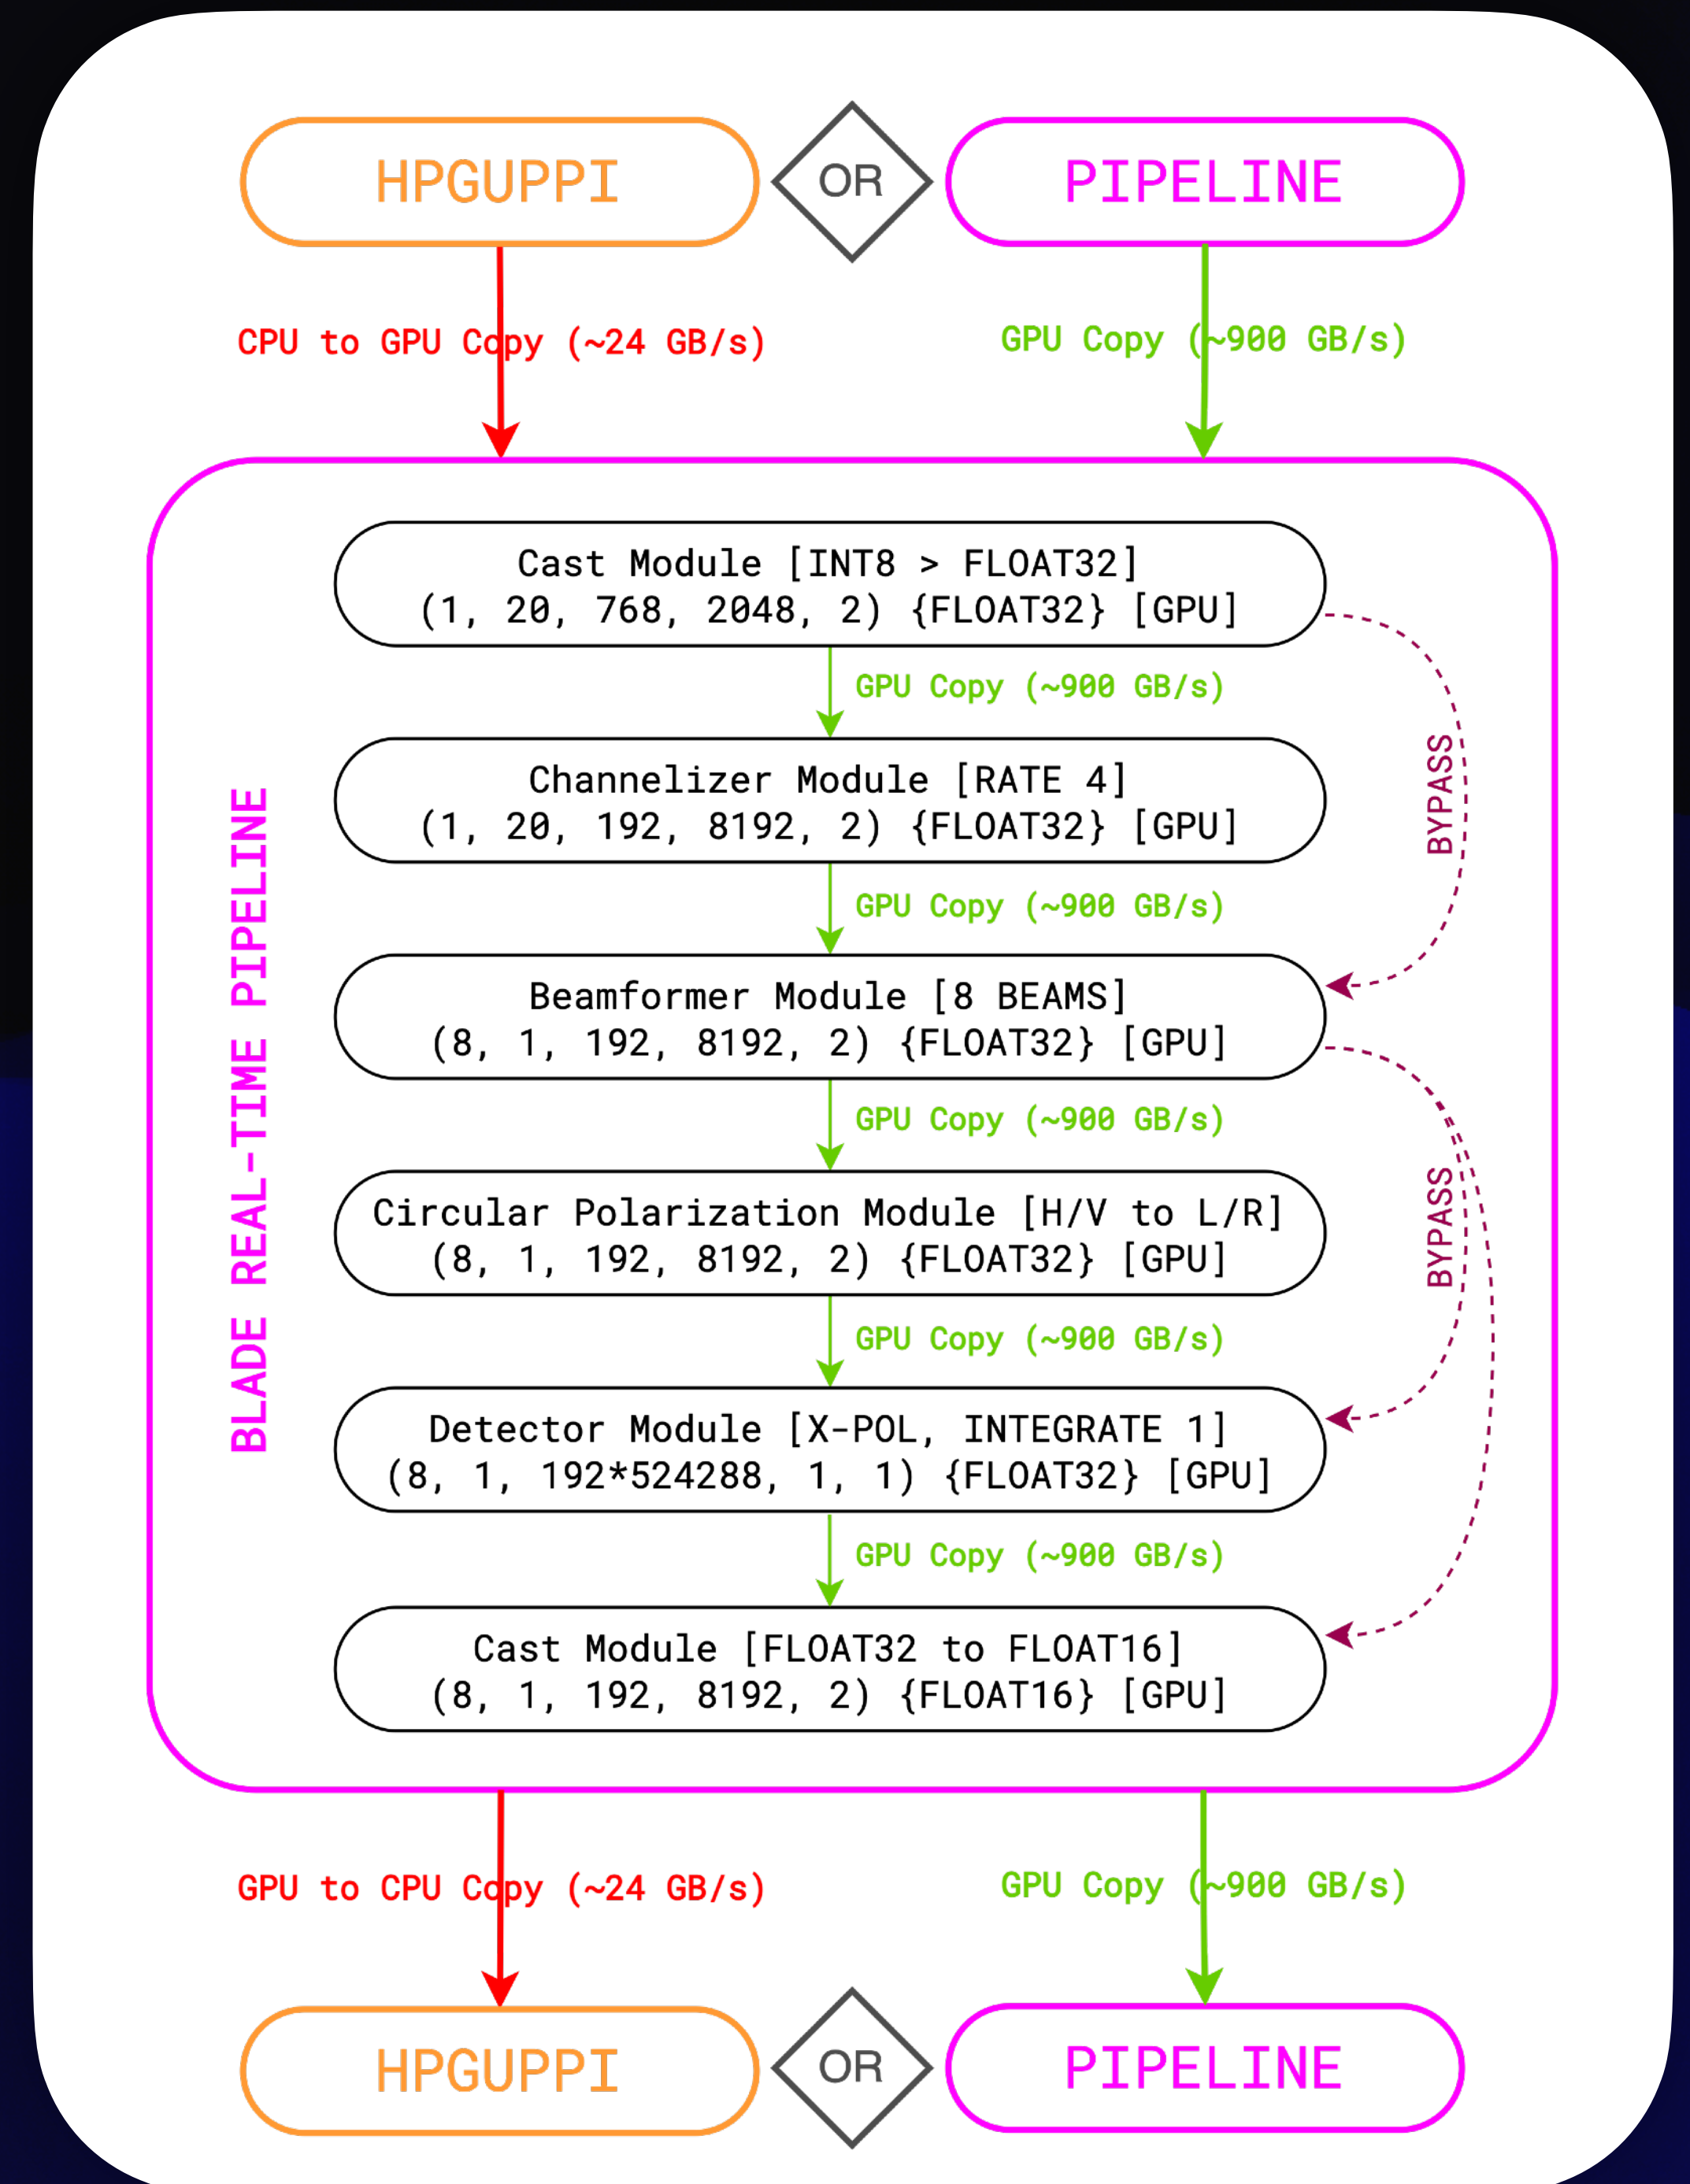 HPGUPPI
OR
PIPELINE
CPU to GPU Copy (~24 GB/s)
GPU Copy (~900 GB/s)
BLADE REAL-TIME PIPELINE
Cast Module [INT8 > FLOAT32]
(1, 20, 768, 2048, 2) {FLOAT32} [GPU]
GPU Copy (~900 GB/s)
Channelizer Module [RATE 4]
(1, 20, 192, 8192, 2) {FLOAT32} [GPU]
BYPASS
GPU Copy (~900 GB/s)
Beamformer Module [8 BEAMS]
(8, 1, 192, 8192, 2) {FLOAT32} [GPU]
GPU Copy (~900 GB/s)
Circular Polarization Module [H/V to L/R]
(8, 1, 192, 8192, 2) {FLOAT32} [GPU]
BYPASS
GPU Copy (~900 GB/s)
Detector Module [X-POL, INTEGRATE 1]
(8, 1, 192*524288, 1, 1) {FLOAT32} [GPU]
GPU Copy (~900 GB/s)
Cast Module [FLOAT32 to FLOAT16]
(8, 1, 192, 8192, 2) {FLOAT16} [GPU]
GPU to CPU Copy (~24 GB/s)
GPU Copy (~900 GB/s)
HPGUPPI
OR
PIPELINE